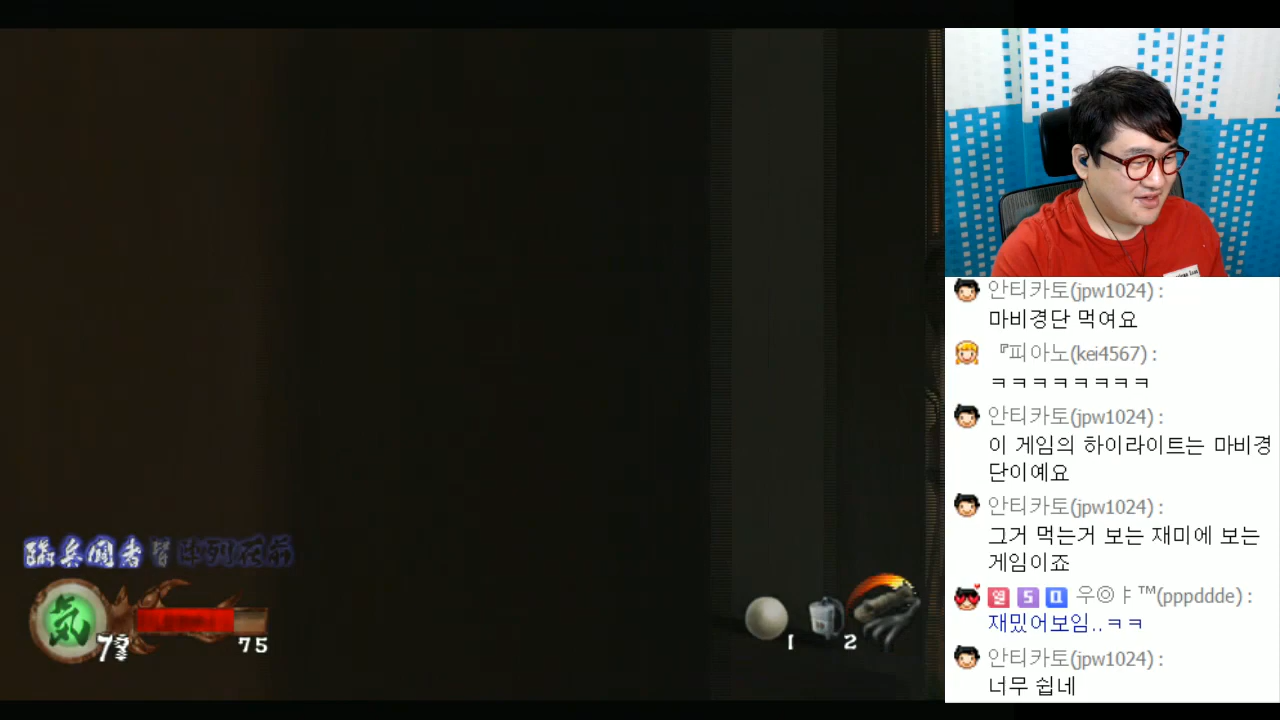 안티카토(jpw1024) :
마비경단 먹여요
『피아노(kei4567) :
ㅋㅋㅋㅋㅋㅋㅋㅋ
안티카토(jpw1024) :
이 게임의 하이라이트는 마비경
단이예요
안티카토(jpw1024) :
그거 먹는거 보는 재미에 보는
게임이죠
열 5 Q 우◎ㅑ™(pppddde) :
재밌어보임..ㅋㅋ
안티카토(jpw1024) :
너무 쉽네
75
1
2